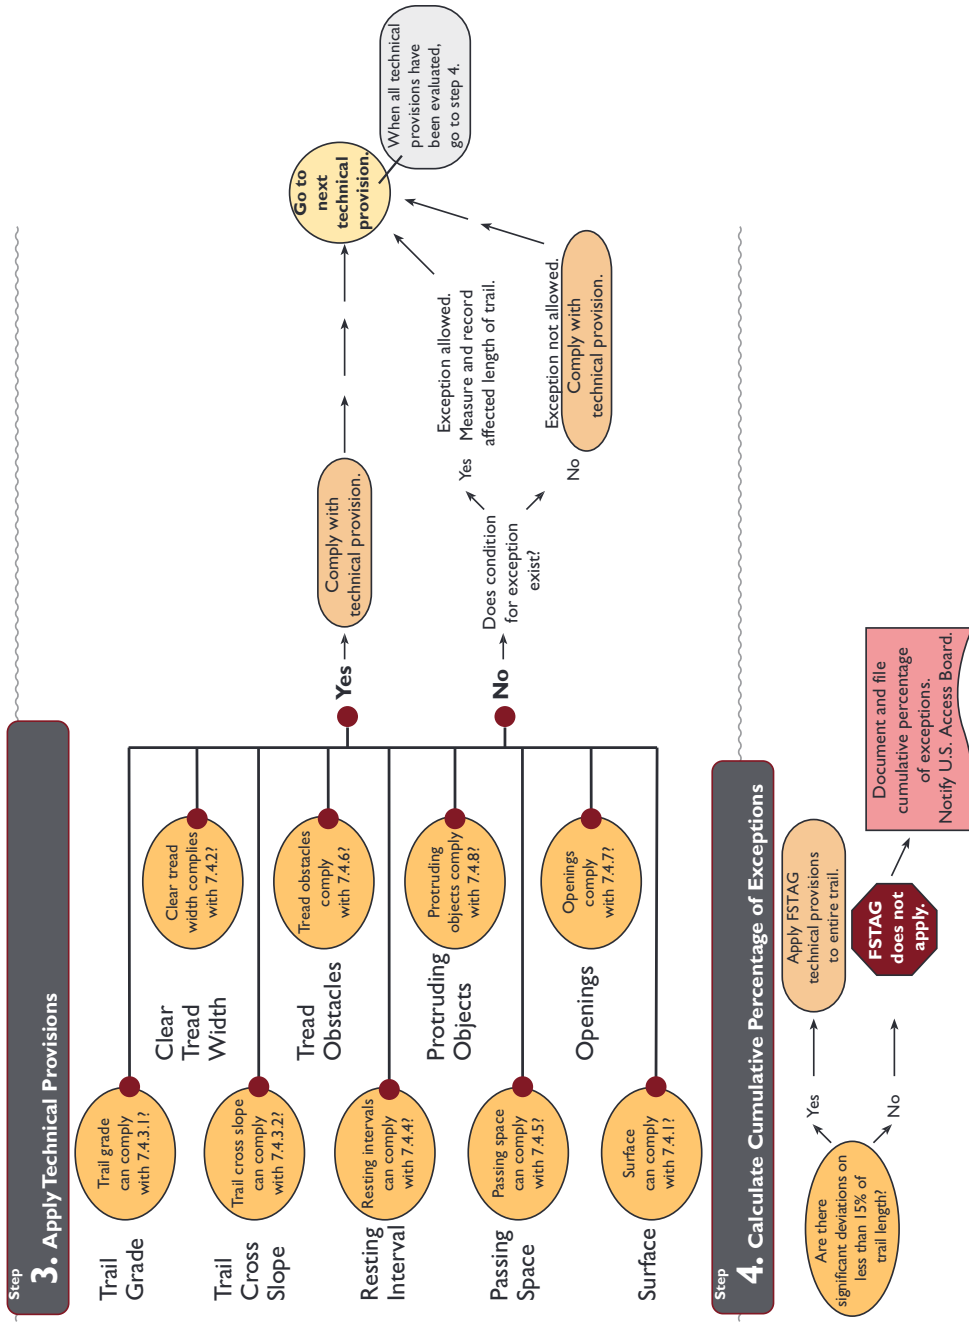 Step
3. Apply Technical Provisions
Trail
Grade
Trail grade
can comply
with 7.4.3.1?
Clear
Tread
Width
Clear tread
width complies
with 7.4.2?
Trail
Cross
Slope
Trail cross slope
can comply
with 7.4.3.2?
Tread
Obstacles
Tread obstacles
comply
with 7.4.6?
Resting
Interval
Resting intervals
can comply
with 7.4.4?
Protruding
Objects
Protruding
objects comply
with 7.4.8?
Passing
Space
Passing space
can comply
with 7.4.5?
Openings
Openings
comply
with 7.4.7?
Surface
Surface
can comply
with 7.4.1?
Yes
Comply with
technical provision.
No
Does condition
for exception
exist?
Yes
Exception allowed.
Measure and record
affected length of trail.
No
Exception not allowed.
Comply with
technical provision.
Go to
next
technical
provision.
When all technical
provisions have
been evaluated,
go to step 4.
Step
4. Calculate Cumulative Percentage of Exceptions
Are there
significant deviations on
less than 15% of
trail length?
Yes
Apply FSTAG
technical provisions
to entire trail.
No
FSTAG
does not
apply.
Document and file
cumulative percentage
of exceptions.
Notify U.S. Access Board.